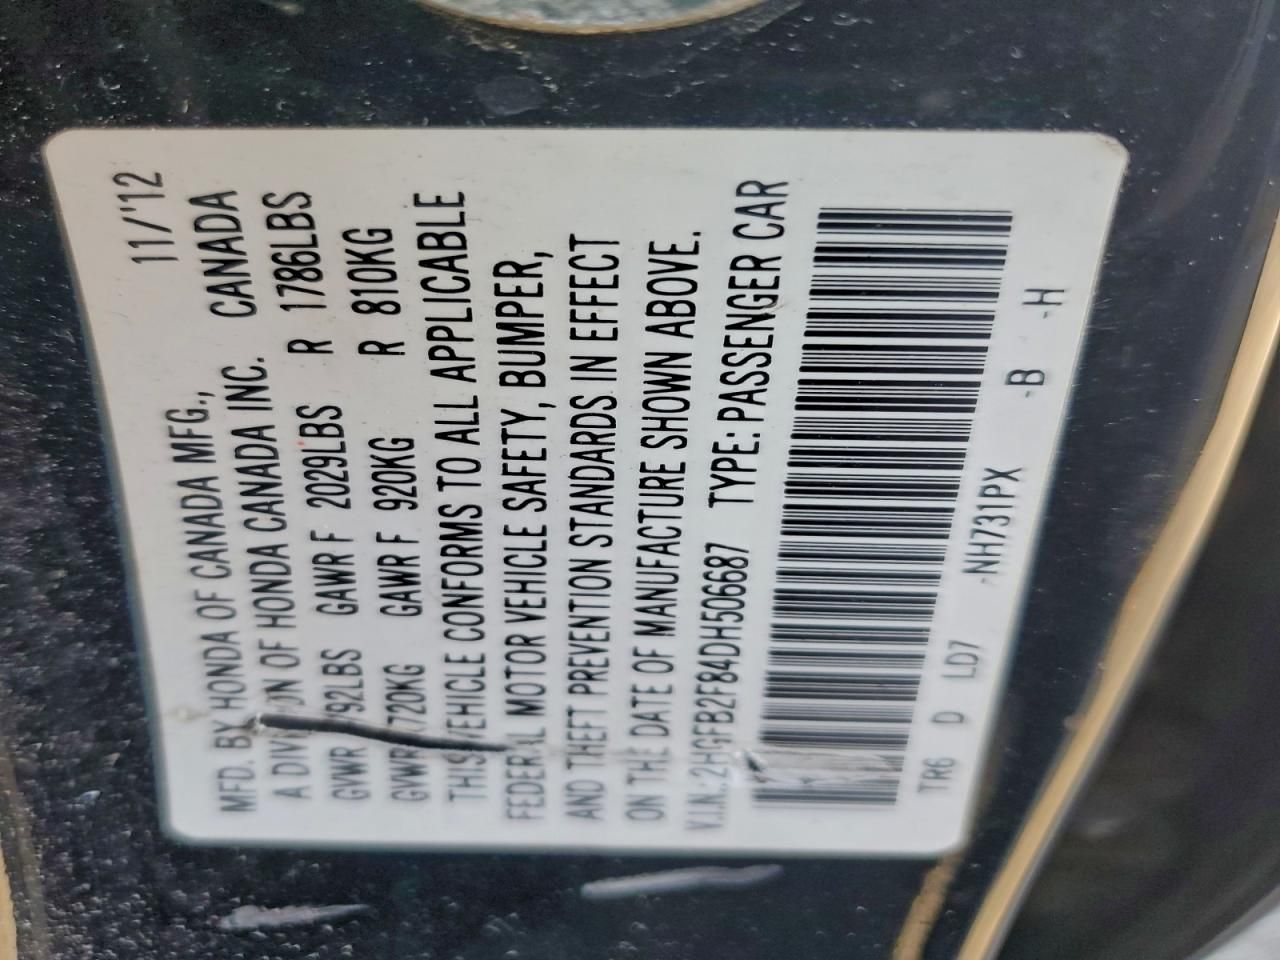 MFD. BY HONDA OF CANADA MFG., 11/'12
A DIV ON OF HONDA CANADA INC. CANADA
GVWR 92LBS GAWR F 2029LBS R 1786LBS
GVWR 720KG GAWR F 920KG R 810KG
THIS VEHICLE CONFORMS TO ALL APPLICABLE
FEDERAL MOTOR VEHICLE SAFETY, BUMPER,
AND THEFT PREVENTION STANDARDS IN EFFECT
ON THE DATE OF MANUFACTURE SHOWN ABOVE.
V.I.N.:2HGFB2F84DH506687 TYPE: PASSENGER CAR
TR6 D LD7 -NH731PX -B -H